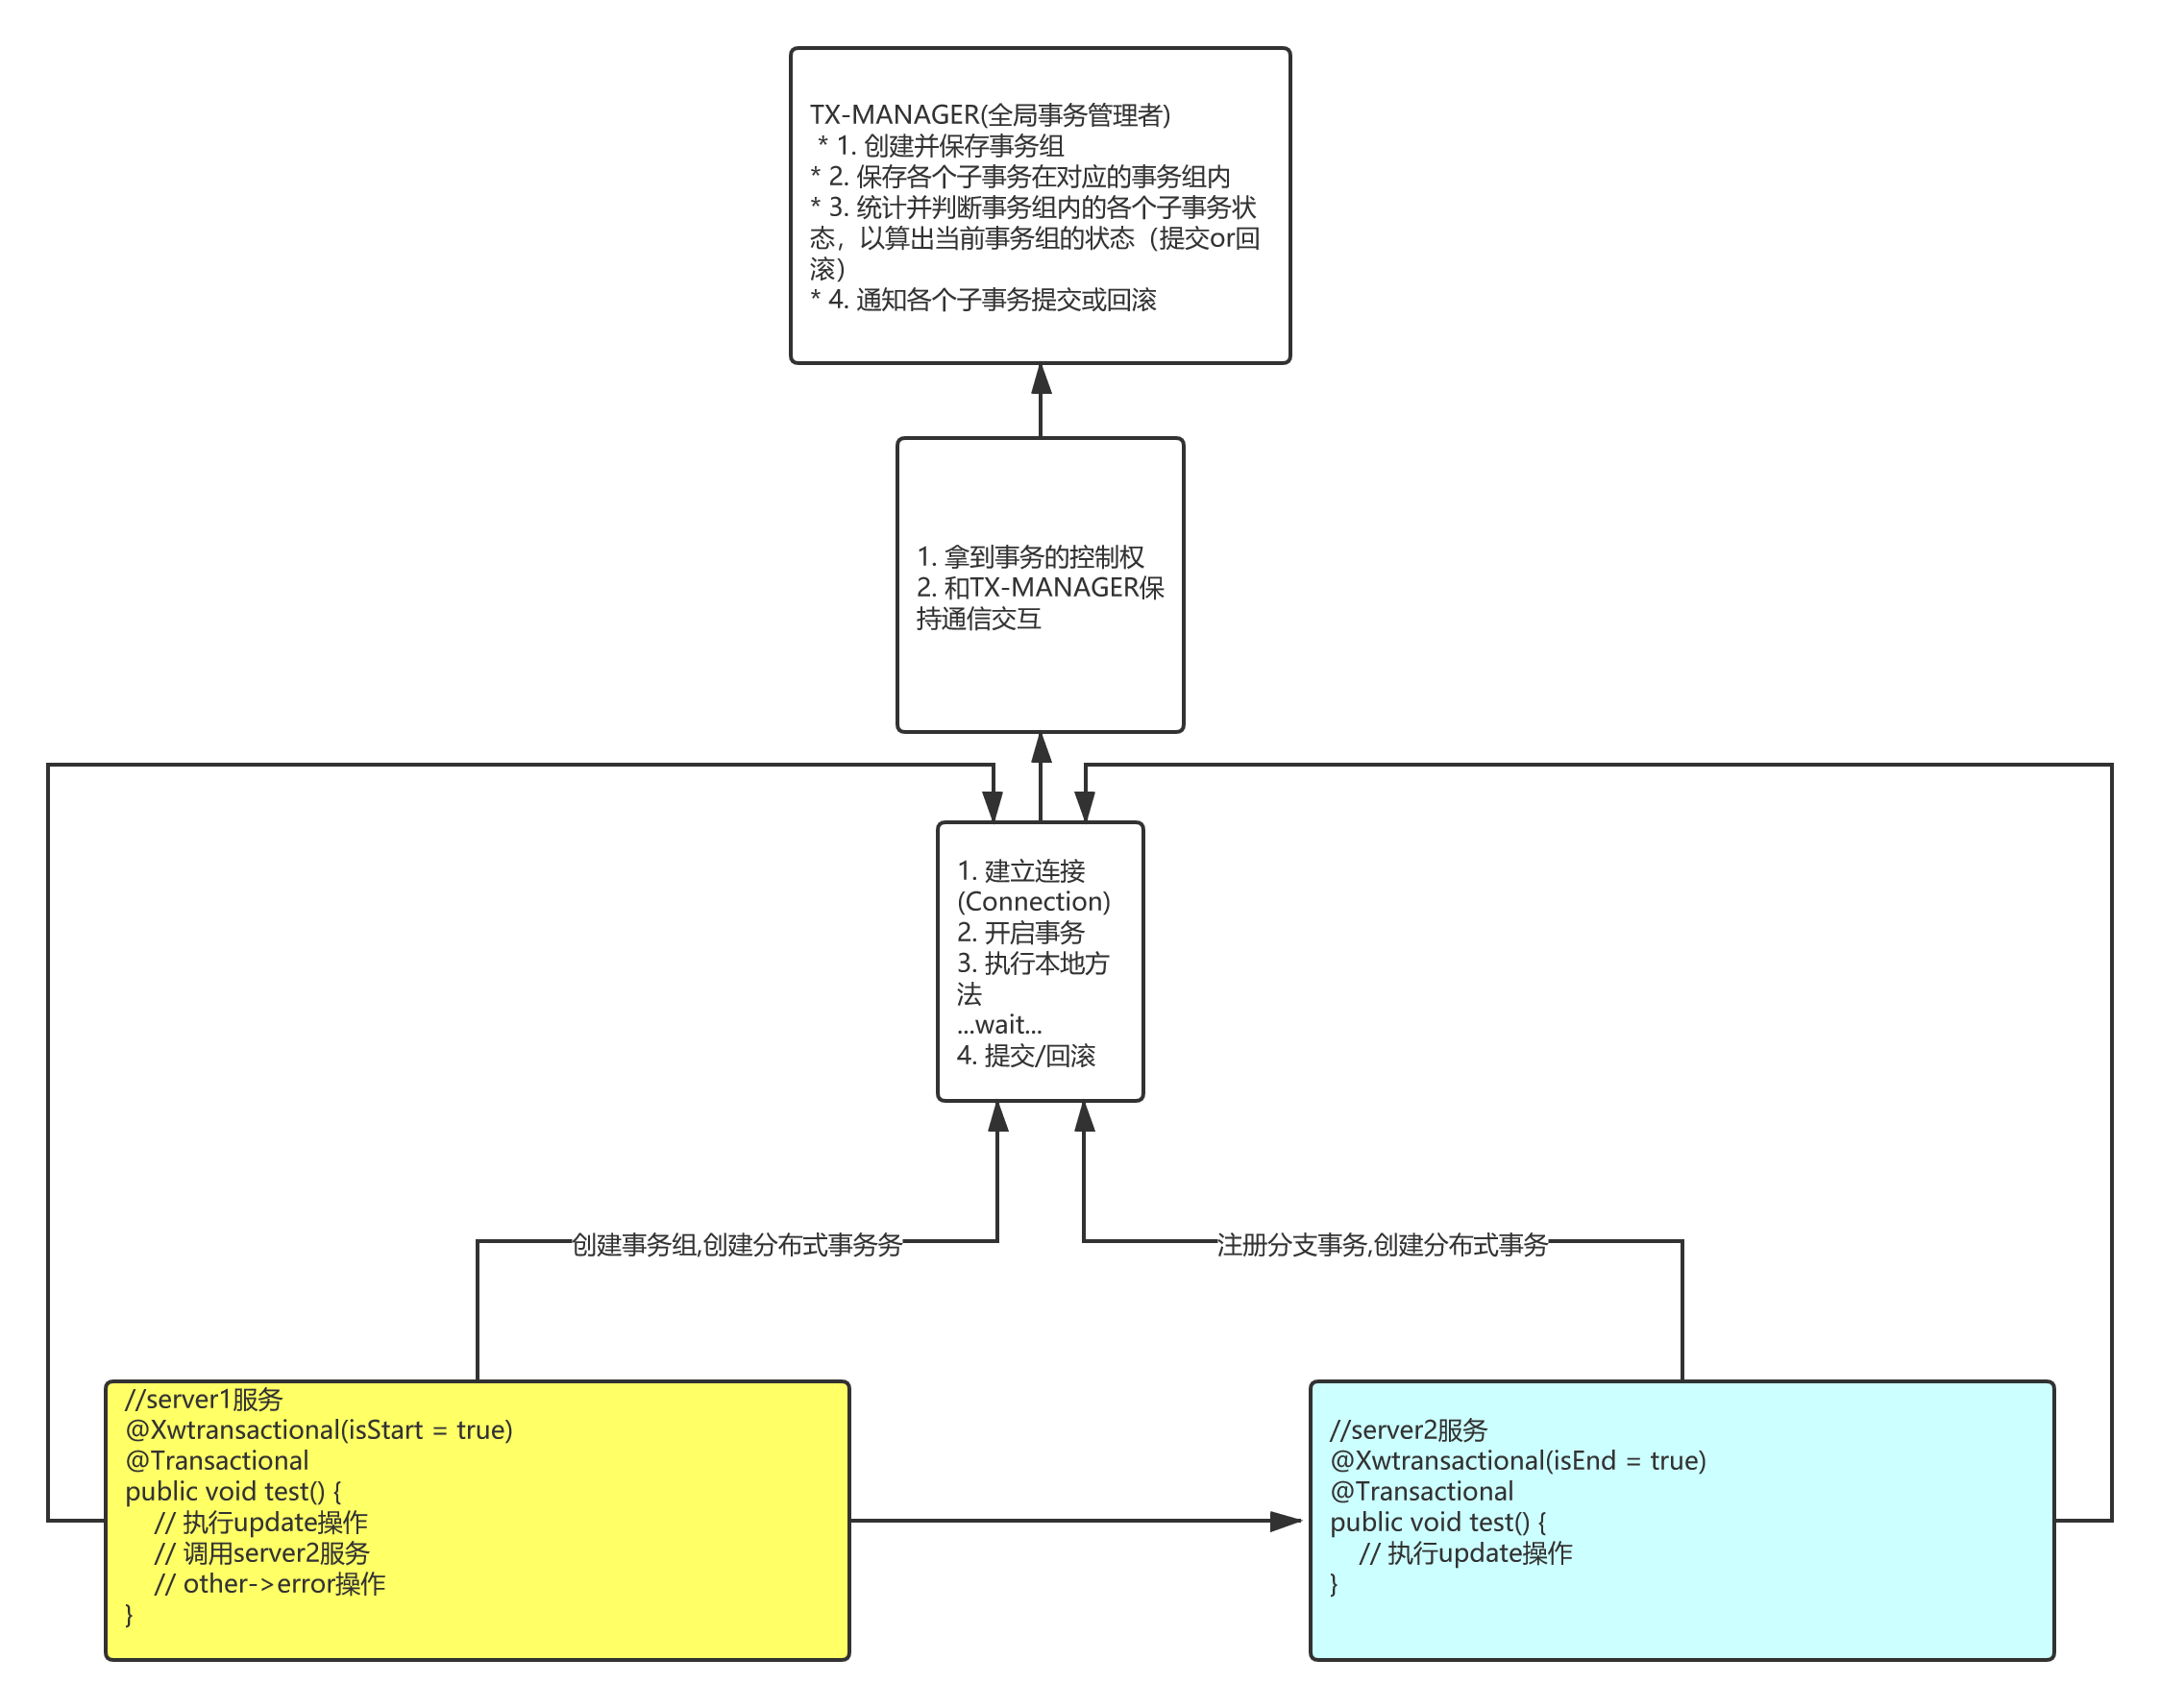 TX-MANAGER(全局事务管理者)
* 1. 创建并保存事务组
* 2. 保存各个子事务在对应的事务组内
* 3. 统计并判断事务组内的各个子事务状
态，以算出当前事务组的状态（提交or回
滚）
* 4. 通知各个子事务提交或回滚
1. 拿到事务的控制权
2. 和TX-MANAGER保
持通信交互
1. 建立连接
(Connection)
2. 开启事务
3. 执行本地方
法
...wait...
4. 提交/回滚
创建事务组,创建分布式事务务
注册分支事务,创建分布式事务
//server1服务
@Xwtransactional(isStart = true)
@Transactional
public void test() {
// 执行update操作
// 调用server2服务
// other->error操作
}
//server2服务
@Xwtransactional(isEnd = true)
@Transactional
public void test() {
// 执行update操作
}